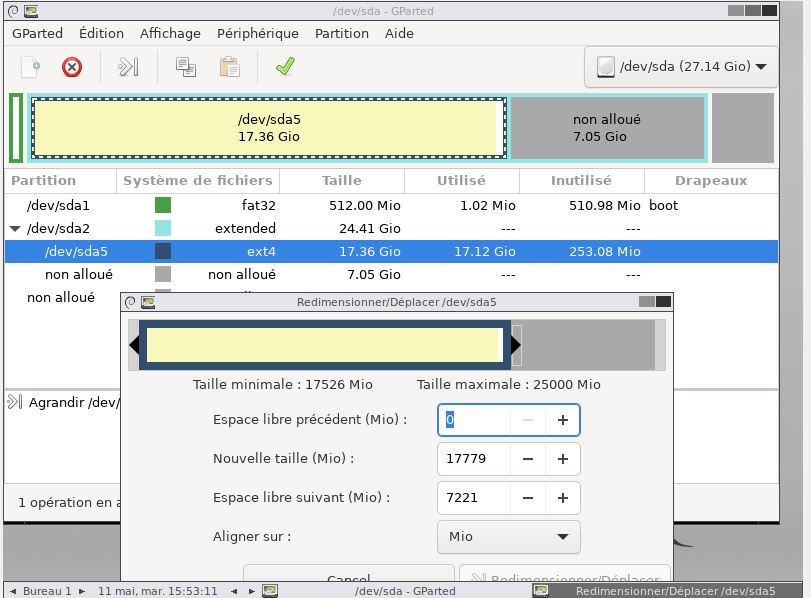 /dev/sda - GParted
GParted Édition Affichage Périphérique Partition Aide
/dev/sda (27.14 Gio)
/dev/sda5
17.36 Gio
non alloué
7.05 Gio
Partition Système de fichiers Taille Utilisé Inutilisé Drapeaux
/dev/sda1 fat32 512.00 Mio 1.02 Mio 510.98 Mio boot
/dev/sda2 extended 24.41 Gio --- ---
/dev/sda5 ext4 17.36 Gio 17.12 Gio 253.08 Mio
non alloué non alloué 7.05 Gio --- ---
non alloué
Redimensionner/Déplacer /dev/sda5
Taille minimale : 17526 Mio Taille maximale : 25000 Mio
Agrandir /dev/
Espace libre précédent (Mio) : 0
Nouvelle taille (Mio) : 17779
Espace libre suivant (Mio) : 7221
1 opération en a
Aligner sur : Mio
Cancel Redimensionner/Déplacer
Bureau 1 11 mai, mar. 15:53:11 /dev/sda - GParted Redimensionner/Déplacer /dev/sda5